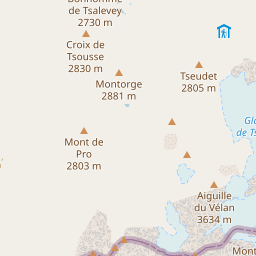 Bonhomme
de Tsalevey
2730 m
Croix de
Tsousse
2830 m
Montorge
2881 m
Tseudet
2805 m
Mont de
Pro
2803 m
Aiguille
du Vélan
3634 m
Mont